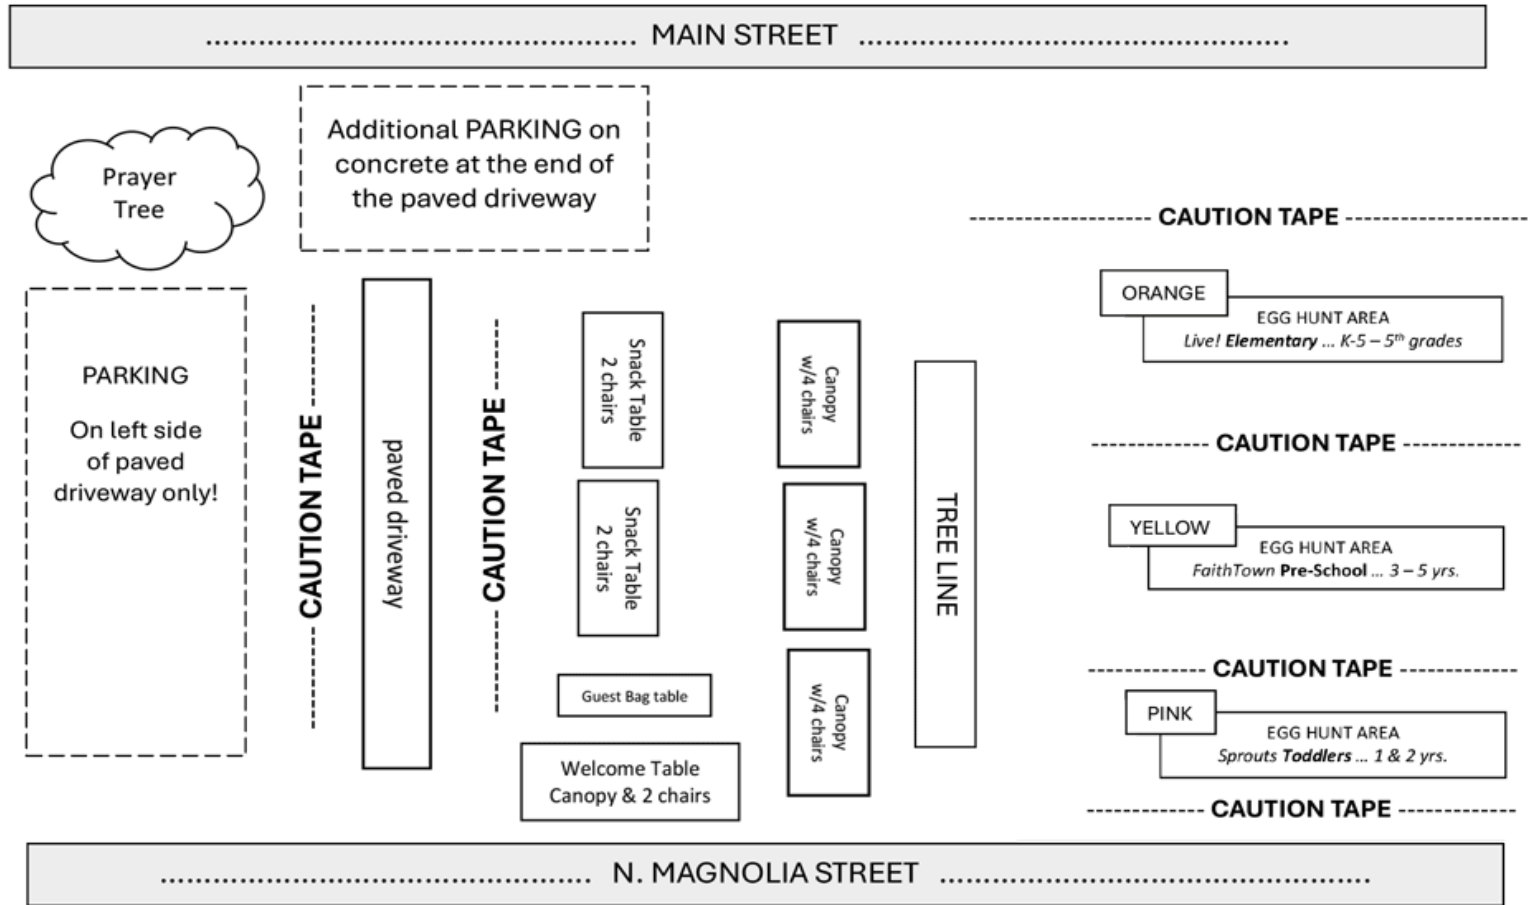 ........................................ MAIN STREET ........................................
Prayer
Tree
Additional PARKING on
concrete at the end of
the paved driveway
PARKING
On left side
of paved
driveway only!
CAUTION TAPE
paved driveway
CAUTION TAPE
Snack Table
2 chairs
Snack Table
2 chairs
Guest Bag table
Welcome Table
Canopy & 2 chairs
Canopy
w/4 chairs
Canopy
w/4 chairs
Canopy
w/4 chairs
TREE LINE
CAUTION TAPE
ORANGE
EGG HUNT AREA
Live! Elementary ... K-5 – 5th grades
CAUTION TAPE
YELLOW
EGG HUNT AREA
FaithTown Pre-School ... 3 – 5 yrs.
CAUTION TAPE
PINK
EGG HUNT AREA
Sprouts Toddlers ... 1 & 2 yrs.
CAUTION TAPE
........................................ N. MAGNOLIA STREET ........................................